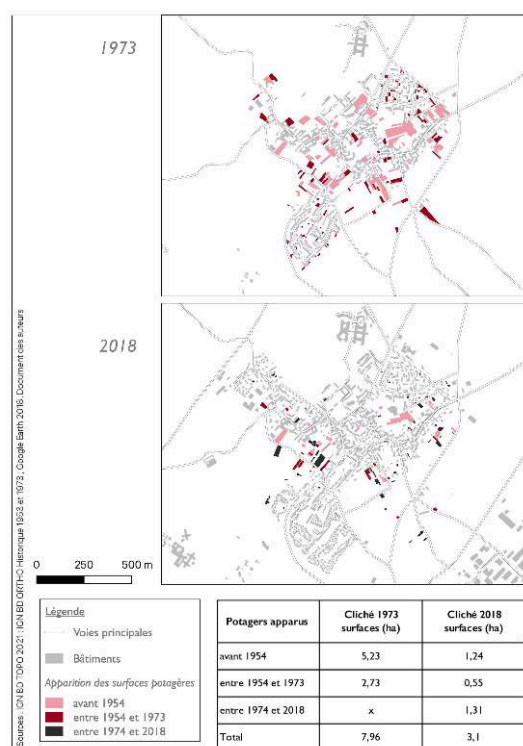 1973
2018
Sources : IGN BD TOPO 2021 ; IGN BD ORTHO Historique 1953 et 1973 ; Google Earth 2018. Document des auteurs
0 250 500 m
Légende
Voies principales
Bâtiments
Apparition des surfaces potagères
avant 1954
entre 1954 et 1973
entre 1974 et 2018
Potagers apparus Cliché 1973 surfaces (ha) Cliché 2018 surfaces (ha)
avant 1954 5,23 1,24
entre 1954 et 1973 2,73 0,55
entre 1974 et 2018 x 1,31
Total 7,96 3,1